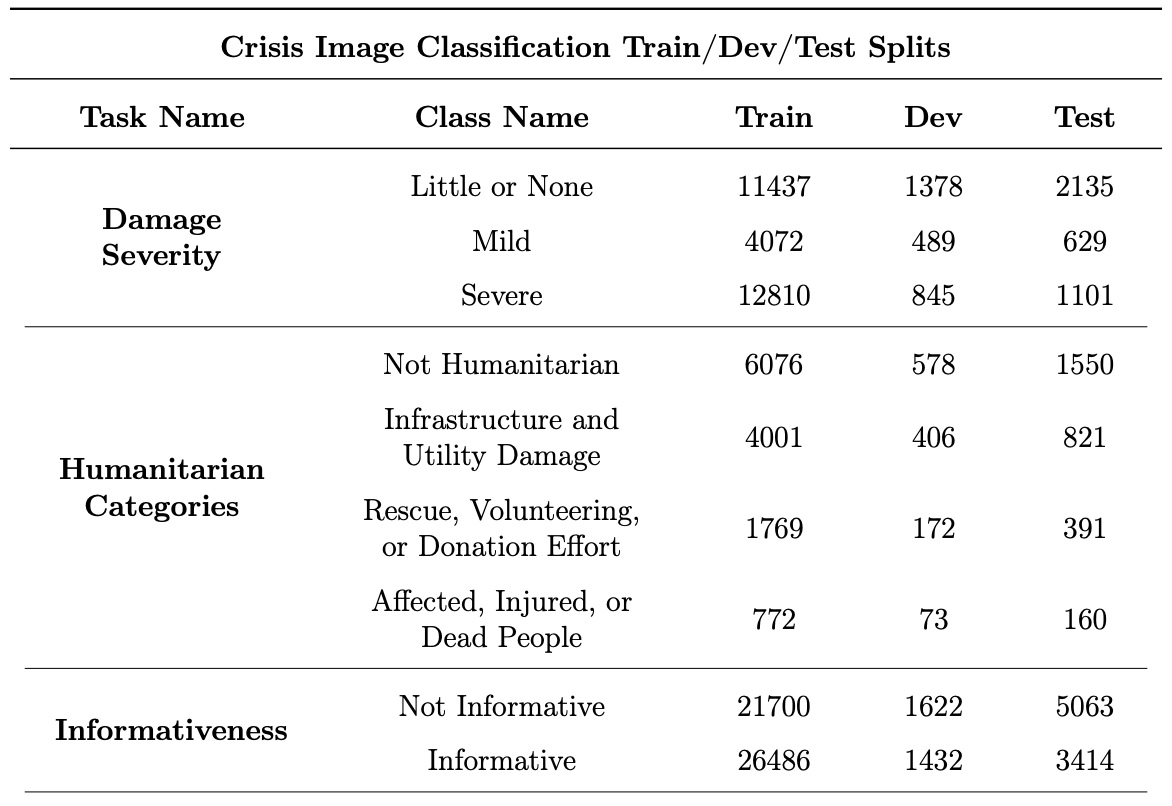 Crisis Image Classification Train/Dev/Test Splits
Task Name Class Name Train Dev Test
Damage
Severity
Little or None 11437 1378 2135
Mild 4072 489 629
Severe 12810 845 1101
Humanitarian
Categories
Not Humanitarian 6076 578 1550
Infrastructure and
Utility Damage 4001 406 821
Rescue, Volunteering,
or Donation Effort 1769 172 391
Affected, Injured, or
Dead People 772 73 160
Informativeness
Not Informative 21700 1622 5063
Informative 26486 1432 3414